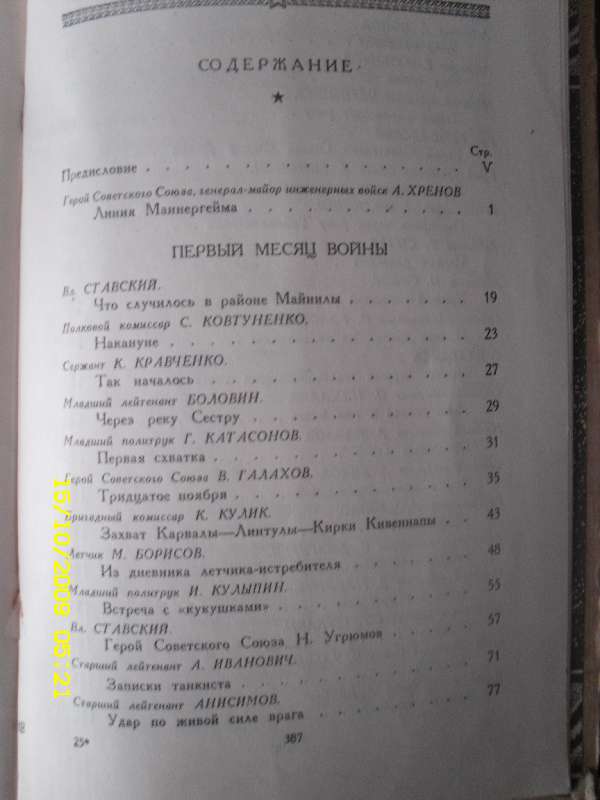 СОДЕРЖАНИЕ
Стр.
Предисловие . . . . . . . . . . . . . . . V
Герой Советского Союза, генерал-майор инженерных войск А. ХРЕНОВ
Линия Маннергейма . . . . . . . . . . 1
ПЕРВЫЙ МЕСЯЦ ВОЙНЫ
Вл. СТАВСКИЙ.
Что случилось в районе Майнилы . . . . . . . 19
Полковой комиссар С. КОВТУНЕНКО.
Накануне . . . . . . . . . . . . . 23
Сержант К. КРАВЧЕНКО.
Так началось . . . . . . . . . . . . 27
Младший лейтенант БОЛОВИН.
Через реку Сестру . . . . . . . . . . 29
Младший политрук Г. КАТАСОНОВ.
Первая схватка . . . . . . . . . . . 31
Герой Советского Союза В. ГАЛАХОВ.
Тридцатое ноября . . . . . . . . . . 35
Бригадный комиссар К. КУЛИК.
Захват Карвалы—Линтулы—Кирки Кивеннапы . . 43
Летчик М. БОРИСОВ.
Из дневника летчика-истребителя . . . . . . 48
Младший политрук И. КУЛЬПИН.
Встреча с «кукушками» . . . . . . . . . 55
Вл. СТАВСКИЙ.
Герой Советского Союза Н. Угрюмов . . . . . 57
Старший лейтенант А. ИВАНОВИЧ.
Записки танкиста . . . . . . . . . . . 71
Старший лейтенант АНИСИМОВ.
Удар по живой силе врага . . . . . . . . 77
25*
387
15/10/2009 05:21